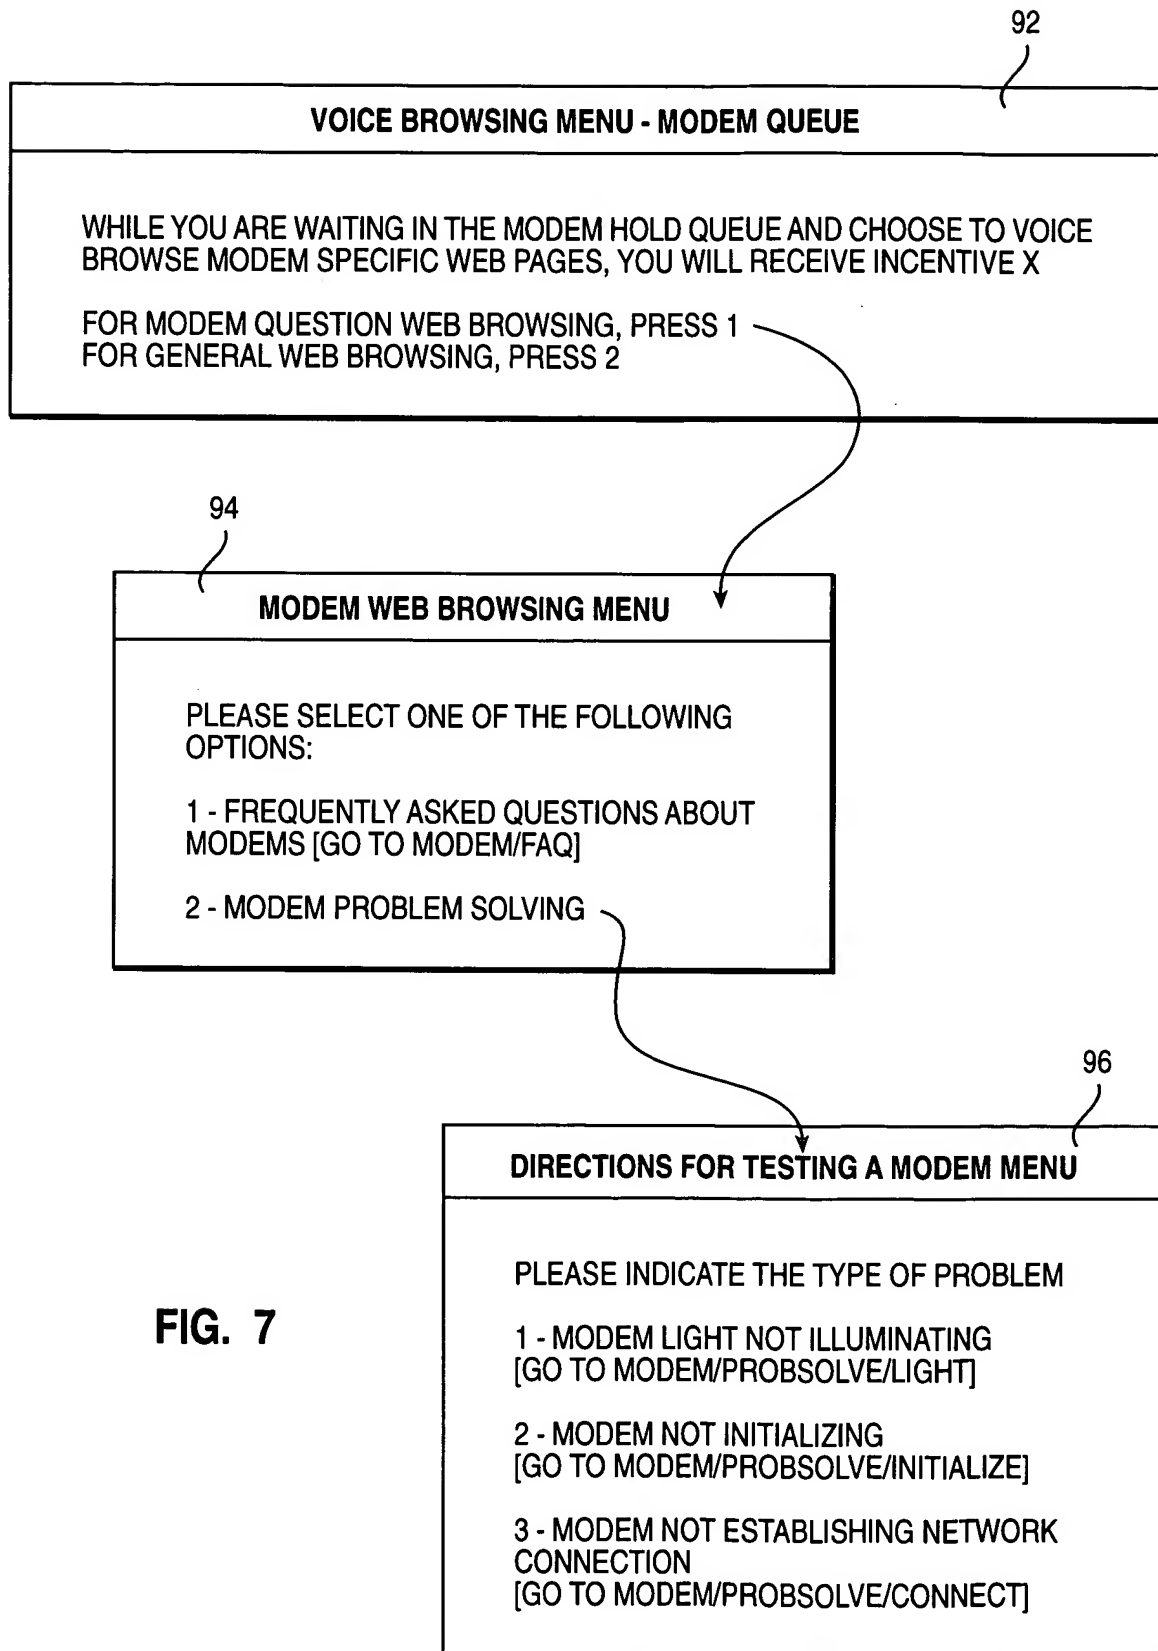 92
VOICE BROWSING MENU - MODEM QUEUE
WHILE YOU ARE WAITING IN THE MODEM HOLD QUEUE AND CHOOSE TO VOICE
BROWSE MODEM SPECIFIC WEB PAGES, YOU WILL RECEIVE INCENTIVE X
FOR MODEM QUESTION WEB BROWSING, PRESS 1
FOR GENERAL WEB BROWSING, PRESS 2
94
MODEM WEB BROWSING MENU
PLEASE SELECT ONE OF THE FOLLOWING
OPTIONS:
1 - FREQUENTLY ASKED QUESTIONS ABOUT
MODEMS [GO TO MODEM/FAQ]
2 - MODEM PROBLEM SOLVING
96
DIRECTIONS FOR TESTING A MODEM MENU
PLEASE INDICATE THE TYPE OF PROBLEM
1 - MODEM LIGHT NOT ILLUMINATING
[GO TO MODEM/PROBSOLVE/LIGHT]
2 - MODEM NOT INITIALIZING
[GO TO MODEM/PROBSOLVE/INITIALIZE]
3 - MODEM NOT ESTABLISHING NETWORK
CONNECTION
[GO TO MODEM/PROBSOLVE/CONNECT]
FIG. 7